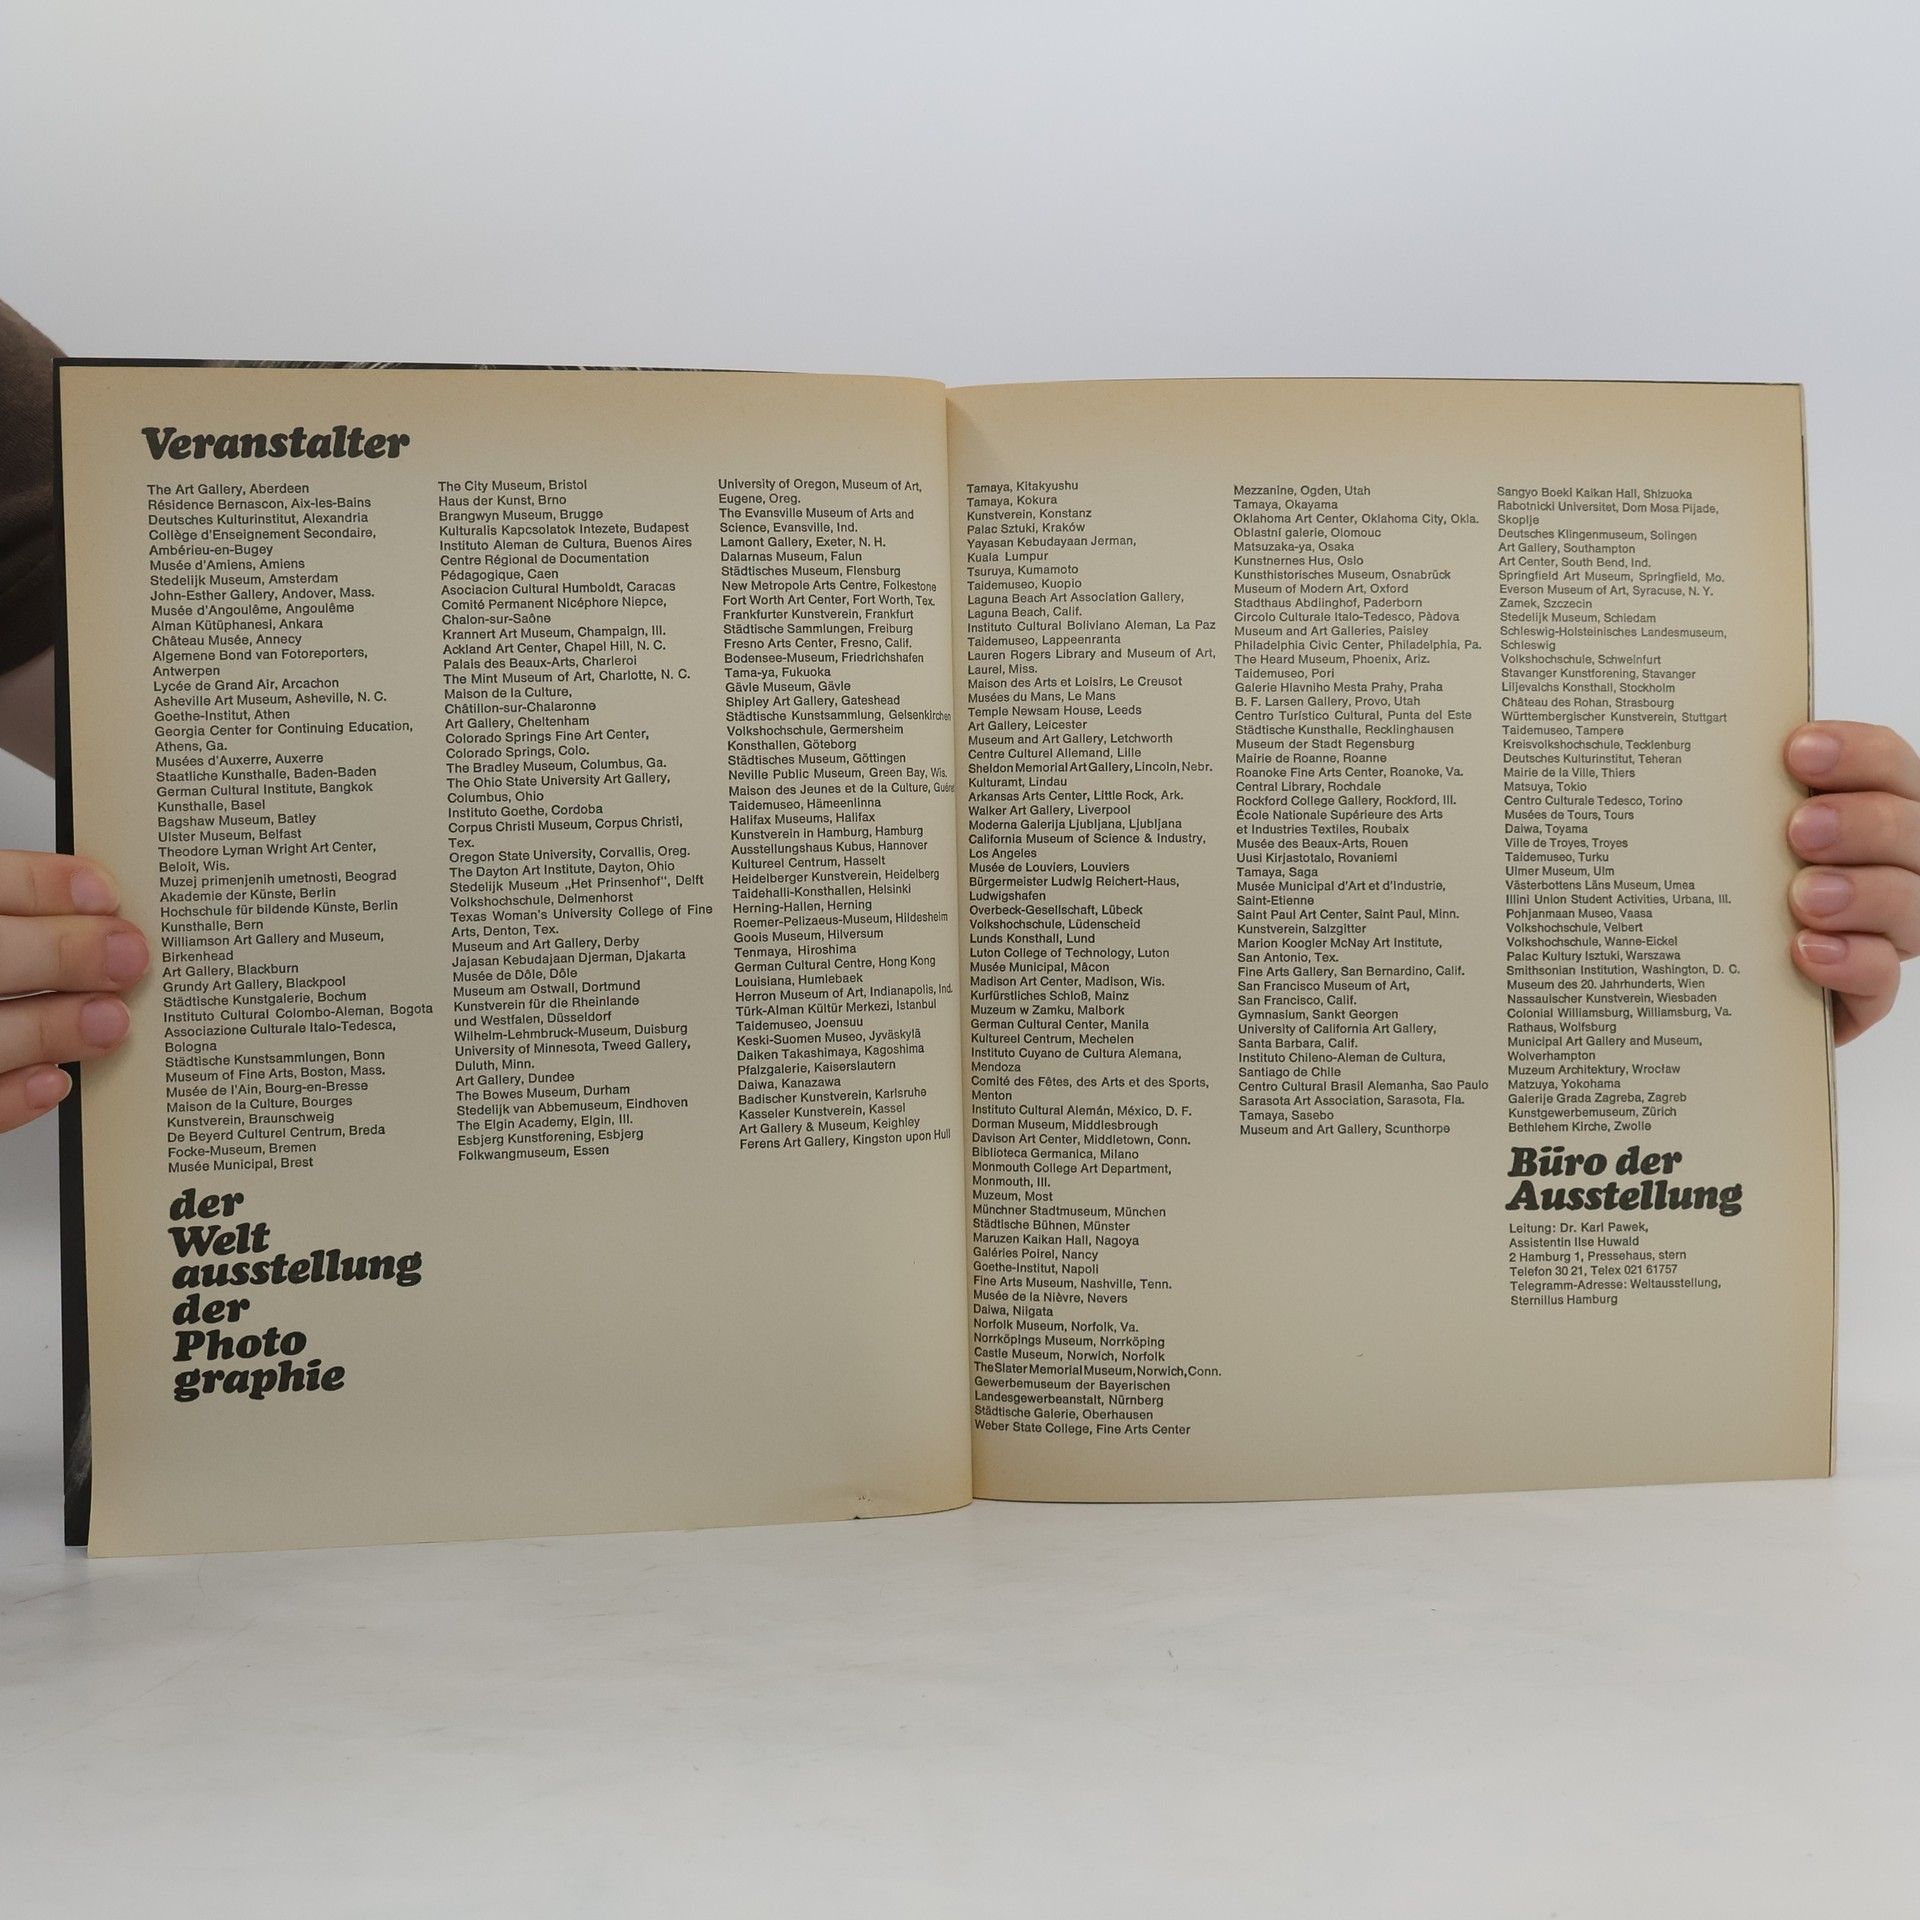 Veranstalter
The Art Gallery, Aberdeen
Résidence Bernascon, Aix-les-Bains
Deutsches Kulturinstitut, Alexandria
Collège d'Enseignement Secondaire,
Ambérieu-en-Bugey
Musée d'Amiens, Amiens
Stedelijk Museum, Amsterdam
John-Esther Gallery, Andover, Mass.
Musée d'Angoulême, Angoulême
Alman Kütüphanesi, Ankara
Château Musée, Annecy
Algemene Bond van Fotoreporters,
Antwerpen
Lycée de Grand Air, Arcachon
Asheville Art Museum, Asheville, N. C.
Goethe-Institut, Athen
Georgia Center for Continuing Education,
Athens, Ga.
Musées d'Auxerre, Auxerre
Staatliche Kunsthalle, Baden-Baden
German Cultural Institute, Bangkok
Kunsthalle, Basel
Bagshaw Museum, Batley
Ulster Museum, Belfast
Theodore Lyman Wright Art Center,
Beloit, Wis.
Muzej primenjenih umetnosti, Beograd
Akademie der Künste, Berlin
Hochschule für bildende Künste, Berlin
Kunsthalle, Bern
Williamson Art Gallery and Museum,
Birkenhead
Art Gallery, Blackburn
Grundy Art Gallery, Blackpool
Städtische Kunstgalerie, Bochum
Instituto Cultural Colombo-Aleman, Bogota
Associazione Culturale Italo-Tedesca,
Bologna
Städtische Kunstsammlungen, Bonn
Museum of Fine Arts, Boston, Mass.
Musée de l'Ain, Bourg-en-Bresse
Maison de la Culture, Bourges
Kunstverein, Braunschweig
De Beyerd Culturel Centrum, Breda
Focke-Museum, Bremen
Musée Municipal, Brest
der
Welt
ausstellung
der
Photo
graphie
The City Museum, Bristol
Haus der Kunst, Brno
Brangwyn Museum, Brugge
Kulturalis Kapcsolatok Intezete, Budapest
Instituto Aleman de Cultura, Buenos Aires
Centre Régional de Documentation
Pédagogique, Caen
Asociacion Cultural Humboldt, Caracas
Comité Permanent Nicéphore Niepce,
Chalon-sur-Saône
Krannert Art Museum, Champaign, Ill.
Ackland Art Center, Chapel Hill, N. C.
Palais des Beaux-Arts, Charleroi
The Mint Museum of Art, Charlotte, N. C.
Maison de la Culture,
Châtillon-sur-Chalaronne
Art Gallery, Cheltenham
Colorado Springs Fine Art Center,
Colorado Springs, Colo.
The Bradley Museum, Columbus, Ga.
The Ohio State University Art Gallery,
Columbus, Ohio
Instituto Goethe, Cordoba
Corpus Christi Museum, Corpus Christi,
Tex.
Oregon State University, Corvallis, Oreg.
The Dayton Art Institute, Dayton, Ohio
Stedelijk Museum „Het Prinsenhof“, Delft
Volkshochschule, Delmenhorst
Texas Woman's University College of Fine
Arts, Denton, Tex.
Museum and Art Gallery, Derby
Jajasan Kebudajaan Djerman, Djakarta
Musée de Dôle, Dôle
Museum am Ostwall, Dortmund
Kunstverein für die Rheinlande
und Westfalen, Düsseldorf
Wilhelm-Lehmbruck-Museum, Duisburg
University of Minnesota, Tweed Gallery,
Duluth, Minn.
Art Gallery, Dundee
The Bowes Museum, Durham
Stedelijk van Abbemuseum, Eindhoven
The Elgin Academy, Elgin, Ill.
Esbjerg Kunstforening, Esbjerg
Folkwangmuseum, Essen
University of Oregon, Museum of Art,
Eugene, Oreg.
The Evansville Museum of Arts and
Science, Evansville, Ind.
Lamont Gallery, Exeter, N. H.
Dalarnas Museum, Falun
Städtisches Museum, Flensburg
New Metropole Arts Centre, Folkestone
Fort Worth Art Center, Fort Worth, Tex.
Frankfurter Kunstverein, Frankfurt
Städtische Sammlungen, Freiburg
Fresno Arts Center, Fresno, Calif.
Bodensee-Museum, Friedrichshafen
Tama-ya, Fukuoka
Gävle Museum, Gävle
Shipley Art Gallery, Gateshead
Städtische Kunstsammlung, Gelsenkirchen
Volkshochschule, Germersheim
Konsthallen, Göteborg
Städtisches Museum, Göttingen
Neville Public Museum, Green Bay, Wis.
Maison des Jeunes et de la Culture, Guéret
Taidemuseo, Hämeenlinna
Halifax Museums, Halifax
Kunstverein in Hamburg, Hamburg
Ausstellungshaus Kubus, Hannover
Kultureel Centrum, Hasselt
Heidelberger Kunstverein, Heidelberg
Taidehalli-Konsthallen, Helsinki
Herning-Hallen, Herning
Roemer-Pelizaeus-Museum, Hildesheim
Goois Museum, Hilversum
Tenmaya, Hiroshima
German Cultural Centre, Hong Kong
Louisiana, Humlebaek
Herron Museum of Art, Indianapolis, Ind.
Türk-Alman Kültür Merkezi, Istanbul
Taidemuseo, Joensuu
Keski-Suomen Museo, Jyväskylä
Daiken Takashimaya, Kagoshima
Pfalzgalerie, Kaiserslautern
Daiwa, Kanazawa
Badischer Kunstverein, Karlsruhe
Kasseler Kunstverein, Kassel
Art Gallery & Museum, Keighley
Ferens Art Gallery, Kingston upon Hull
Tamaya, Kitakyushu
Tamaya, Kokura
Kunstverein, Konstanz
Palac Sztuki, Kraków
Yayasan Kebudayaan Jerman,
Kuala Lumpur
Tsuruya, Kumamoto
Taidemuseo, Kuopio
Laguna Beach Art Association Gallery,
Laguna Beach, Calif.
Instituto Cultural Boliviano Aleman, La Paz
Taidemuseo, Lappeenranta
Lauren Rogers Library and Museum of Art,
Laurel, Miss.
Maison des Arts et Loisirs, Le Creusot
Musées du Mans, Le Mans
Temple Newsam House, Leeds
Art Gallery, Leicester
Museum and Art Gallery, Letchworth
Centre Culturel Allemand, Lille
Sheldon Memorial Art Gallery, Lincoln, Nebr.
Kulturamt, Lindau
Arkansas Arts Center, Little Rock, Ark.
Walker Art Gallery, Liverpool
Moderna Galerija Ljubljana, Ljubljana
California Museum of Science & Industry,
Los Angeles
Musée de Louviers, Louviers
Bürgermeister Ludwig Reichert-Haus,
Ludwigshafen
Overbeck-Gesellschaft, Lübeck
Volkshochschule, Lüdenscheid
Lunds Konsthall, Lund
Luton College of Technology, Luton
Musée Municipal, Mâcon
Madison Art Center, Madison, Wis.
Kurfürstliches Schloß, Mainz
Muzeum w Zamku, Malbork
German Cultural Center, Manila
Kultureel Centrum, Mechelen
Instituto Cuyano de Cultura Alemana,
Mendoza
Comité des Fêtes, des Arts et des Sports,
Menton
Instituto Cultural Alemán, México, D. F.
Dorman Museum, Middlesbrough
Davison Art Center, Middletown, Conn.
Biblioteca Germanica, Milano
Monmouth College Art Department,
Monmouth, Ill.
Muzeum, Most
Münchner Stadtmuseum, München
Städtische Bühnen, Münster
Maruzen Kaikan Hall, Nagoya
Galéries Poirel, Nancy
Goethe-Institut, Napoli
Fine Arts Museum, Nashville, Tenn.
Musée de la Nièvre, Nevers
Daiwa, Niigata
Norfolk Museum, Norfolk, Va.
Norrköpings Museum, Norrköping
Castle Museum, Norwich, Norfolk
The Slater Memorial Museum, Norwich, Conn.
Gewerbemuseum der Bayerischen
Landesgewerbeanstalt, Nürnberg
Städtische Galerie, Oberhausen
Weber State College, Fine Arts Center
Mezzanine, Ogden, Utah
Tamaya, Okayama
Oklahoma Art Center, Oklahoma City, Okla.
Oblastní galerie, Olomouc
Matsuzaka-ya, Osaka
Kunstnernes Hus, Oslo
Kunsthistorisches Museum, Osnabrück
Museum of Modern Art, Oxford
Stadthaus Abdinghof, Paderborn
Circolo Culturale Italo-Tedesco, Pàdova
Museum and Art Galleries, Paisley
Philadelphia Civic Center, Philadelphia, Pa.
The Heard Museum, Phoenix, Ariz.
Taidemuseo, Pori
Galerie Hlavniho Mesta Prahy, Praha
B. F. Larsen Gallery, Provo, Utah
Centro Turístico Cultural, Punta del Este
Städtische Kunsthalle, Recklinghausen
Museum der Stadt Regensburg
Mairie de Roanne, Roanne
Roanoke Fine Arts Center, Roanoke, Va.
Central Library, Rochdale
Rockford College Gallery, Rockford, Ill.
École Nationale Supérieure des Arts
et Industries Textiles, Roubaix
Musée des Beaux-Arts, Rouen
Uusi Kirjastotalo, Rovaniemi
Tamaya, Saga
Musée Municipal d'Art et d'Industrie,
Saint-Etienne
Saint Paul Art Center, Saint Paul, Minn.
Kunstverein, Salzgitter
Marion Koogler McNay Art Institute,
San Antonio, Tex.
Fine Arts Gallery, San Bernardino, Calif.
San Francisco Museum of Art,
San Francisco, Calif.
Gymnasium, Sankt Georgen
University of California Art Gallery,
Santa Barbara, Calif.
Instituto Chileno-Aleman de Cultura,
Santiago de Chile
Centro Cultural Brasil Alemanha, Sao Paulo
Sarasota Art Association, Sarasota, Fla.
Tamaya, Sasebo
Museum and Art Gallery, Scunthorpe
Sangyo Boeki Kaikan Hall, Shizuoka
Rabotnicki Universitet, Dom Mosa Pijade,
Skoplje
Deutsches Klingenmuseum, Solingen
Art Gallery, Southampton
Art Center, South Bend, Ind.
Springfield Art Museum, Springfield, Mo.
Everson Museum of Art, Syracuse, N. Y.
Zamek, Szczecin
Stedelijk Museum, Schiedam
Schleswig-Holsteinisches Landesmuseum,
Schleswig
Volkshochschule, Schweinfurt
Stavanger Kunstforening, Stavanger
Liljevalchs Konsthall, Stockholm
Château des Rohan, Strasbourg
Württembergischer Kunstverein, Stuttgart
Taidemuseo, Tampere
Kreisvolkshochschule, Tecklenburg
Deutsches Kulturinstitut, Teheran
Mairie de la Ville, Thiers
Matsuya, Tokio
Centro Culturale Tedesco, Torino
Musées de Tours, Tours
Daiwa, Toyama
Ville de Troyes, Troyes
Taidemuseo, Turku
Ulmer Museum, Ulm
Västerbottens Läns Museum, Umea
Illini Union Student Activities, Urbana, Ill.
Pohjanmaan Museo, Vaasa
Volkshochschule, Velbert
Volkshochschule, Wanne-Eickel
Palac Kultury Isztuki, Warszawa
Smithsonian Institution, Washington, D. C.
Museum des 20. Jahrhunderts, Wien
Nassauischer Kunstverein, Wiesbaden
Colonial Williamsburg, Williamsburg, Va.
Rathaus, Wolfsburg
Municipal Art Gallery and Museum,
Wolverhampton
Muzeum Architektury, Wrocław
Matzuya, Yokohama
Galerije Grada Zagreba, Zagreb
Kunstgewerbemuseum, Zürich
Bethlehem Kirche, Zwolle
Büro der
Ausstellung
Leitung: Dr. Karl Pawek,
Assistentin Ilse Huwald
2 Hamburg 1, Pressehaus, stern
Telefon 30 21, Telex 021 61757
Telegramm-Adresse: Weltausstellung,
Sternillus Hamburg